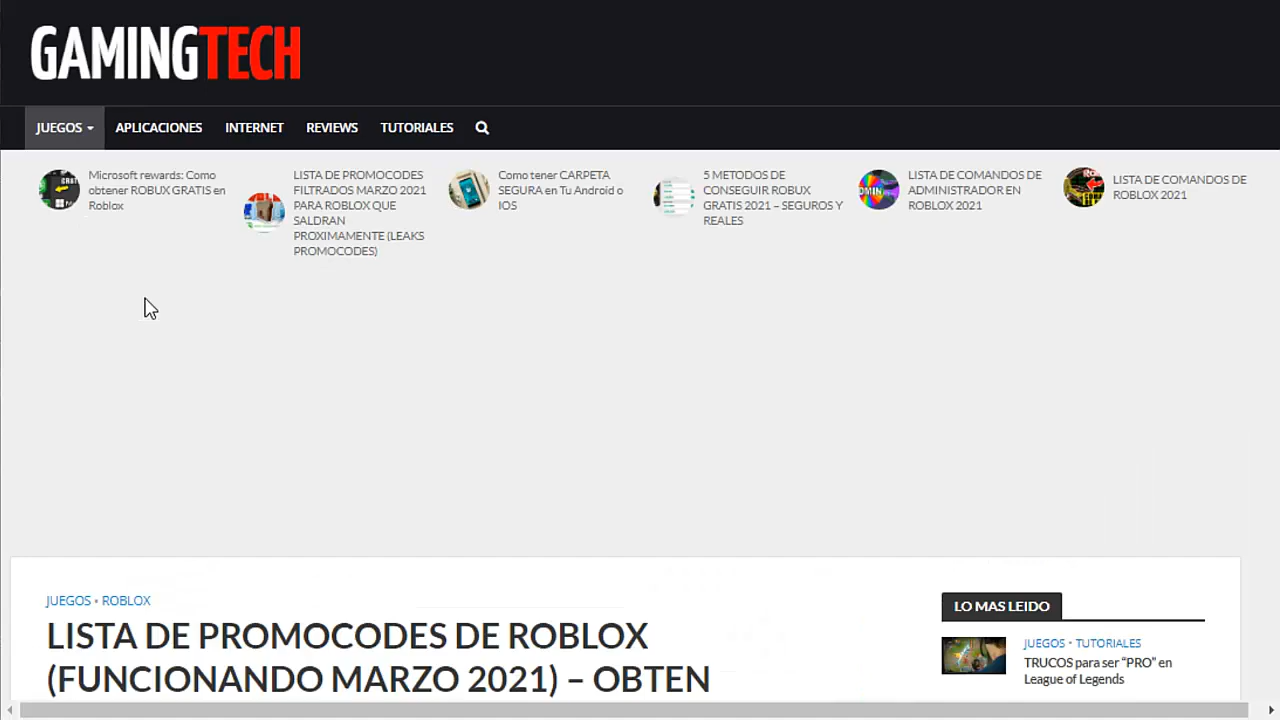 GAMINGTECH
JUEGOS
APLICACIONES
INTERNET
REVIEWS
TUTORIALES
Microsoft rewards: Como
obtener ROBUX GRATIS en
Roblox
LISTA DE PROMOCODES
FILTRADOS MARZO 2021
PARA ROBLOX QUE
SALDRAN
PROXIMAMENTE (LEAKS
PROMOCODES)
Como tener CARPETA
SEGURA en Tu Android o
IOS
5 METODOS DE
CONSEGUIR ROBUX
GRATIS 2021 – SEGUROS Y
REALES
LISTA DE COMANDOS DE
ADMINISTRADOR EN
ROBLOX 2021
LISTA DE COMANDOS DE
ROBLOX 2021
JUEGOS • ROBLOX
LISTA DE PROMOCODES DE ROBLOX
(FUNCIONANDO MARZO 2021) – OBTEN
LO MAS LEIDO
JUEGOS • TUTORIALES
TRUCOS para ser “PRO” en
League of Legends